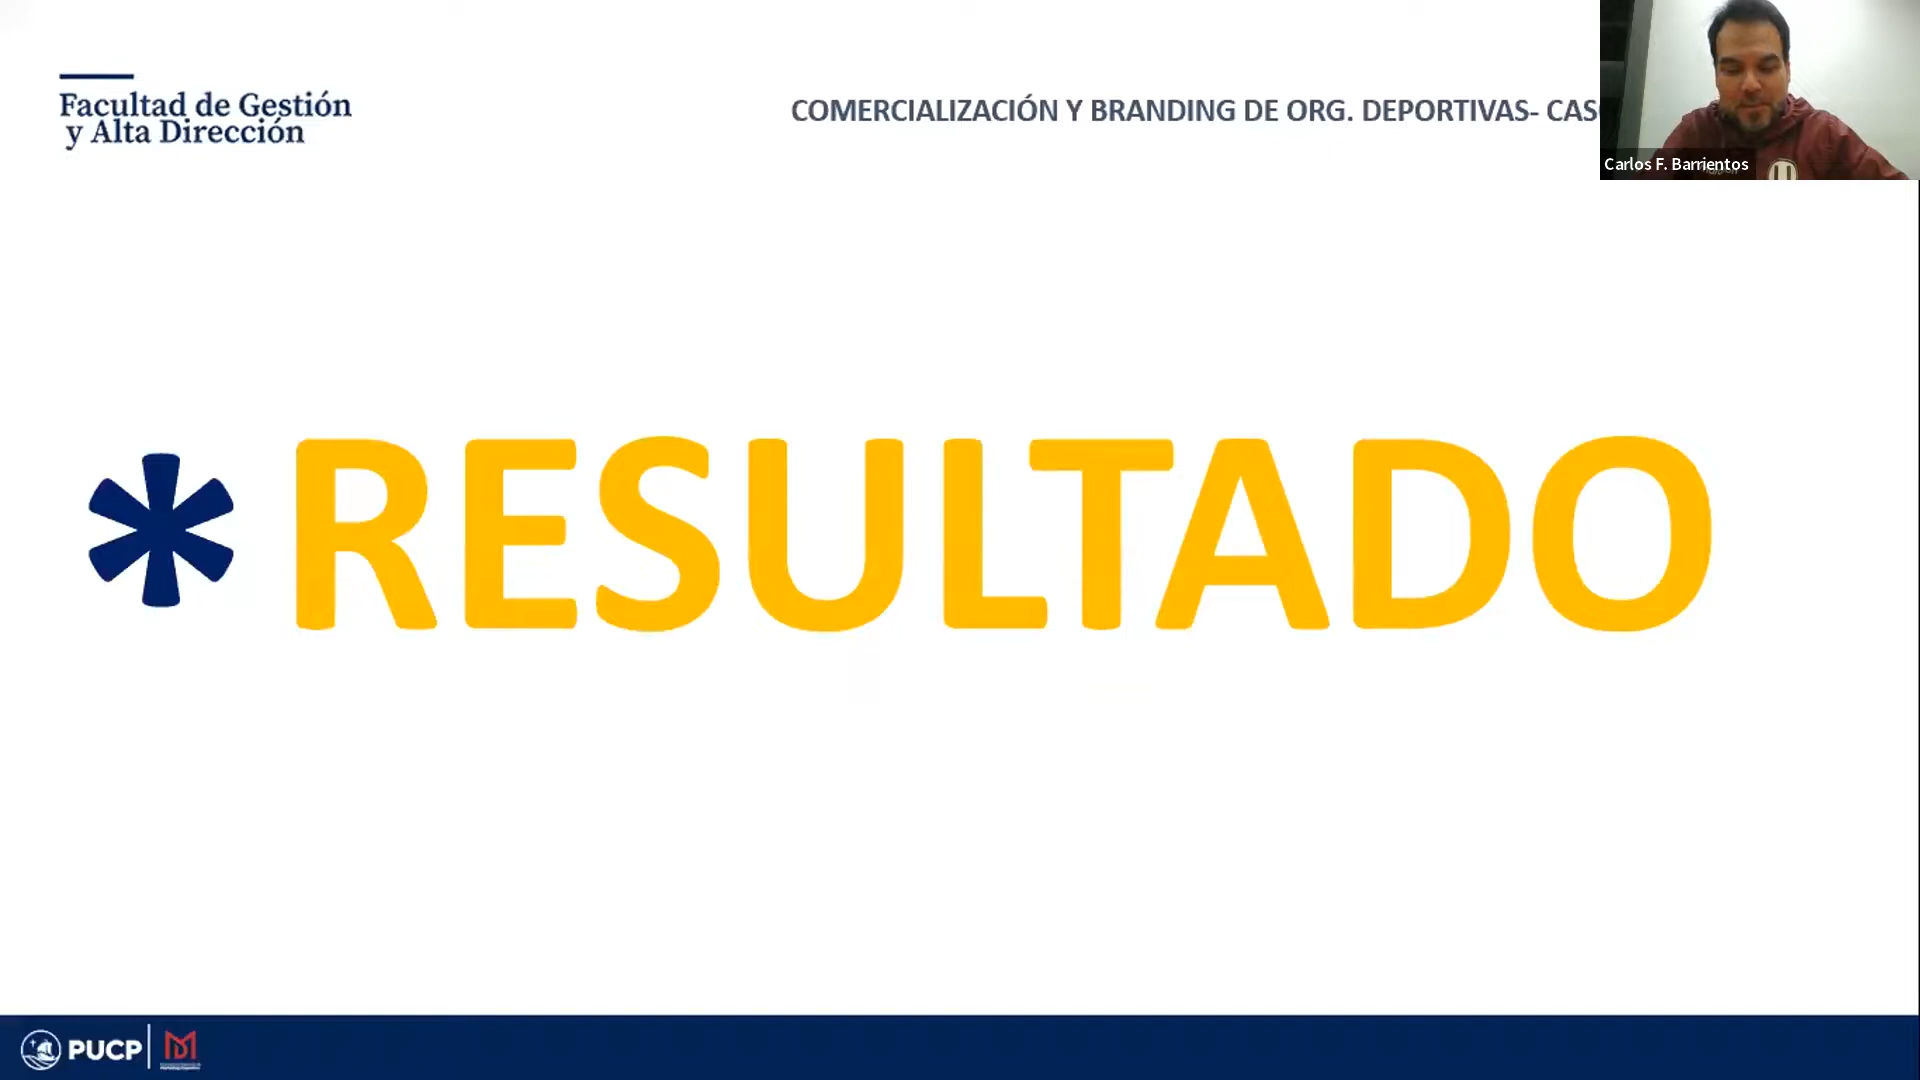 Facultad de Gestión
y Alta Dirección
COMERCIALIZACIÓN Y BRANDING DE ORG. DEPORTIVAS- CAS
Carlos F. Barrientos
* RESULTADO
PUCP